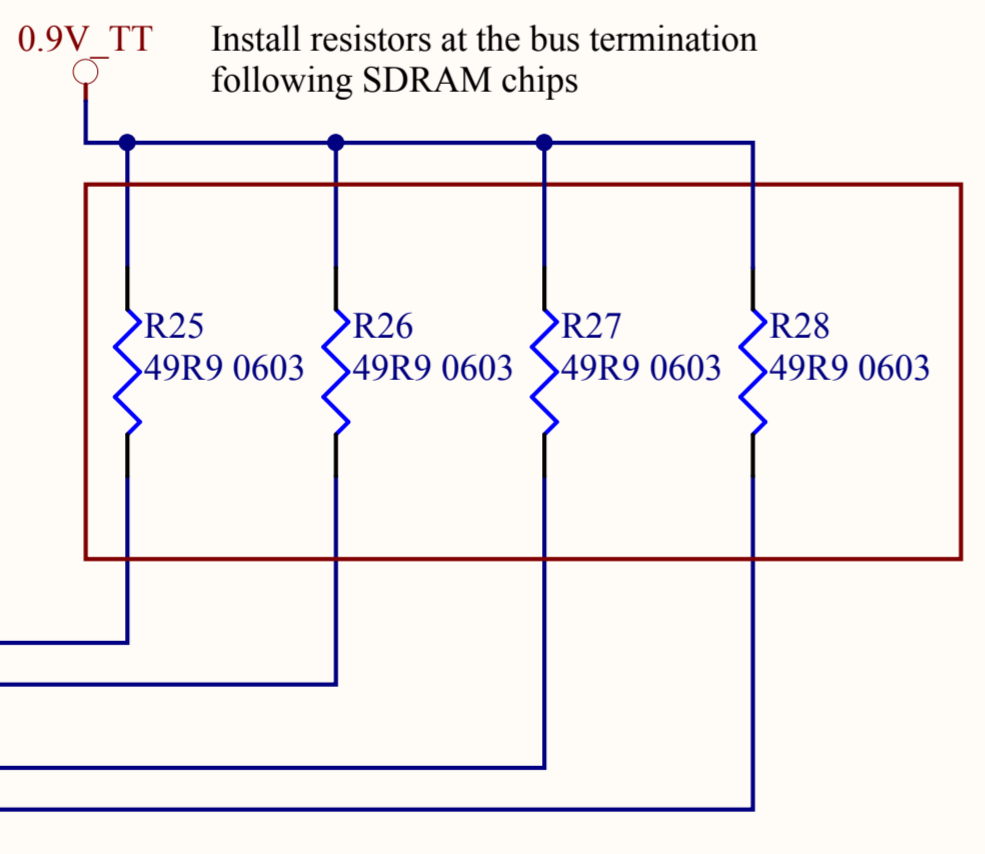 0.9V_TT
Install resistors at the bus termination
following SDRAM chips
R25
49R9 0603
R26
49R9 0603
R27
49R9 0603
R28
49R9 0603